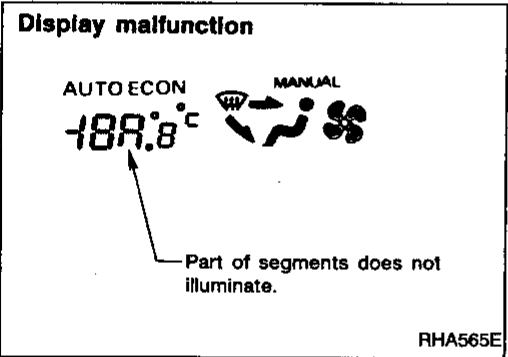 Display malfunction
AUTO ECON
MANUAL
-18A.8°C
Part of segments does not
illuminate.
RHA565E